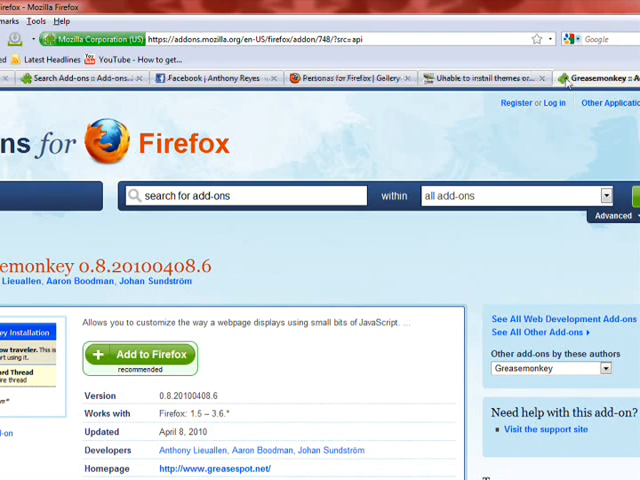 irefox - Mozilla Firefox
marks Tools Help
Mozilla Corporation (US) https://addons.mozilla.org/en-US/firefox/addon/748/?src=api Google
ed Latest Headlines YouTube - How to get...
Search Add-ons :: Add-ons... Facebook | Anthony Reyes Personas for Firefox | Gallery Unable to install themes or... Greasemonkey :: A
Register or Log in Other Applicatio
ns for Firefox
search for add-ons within all add-ons
Advanced
emonkey 0.8.20100408.6
Lieuallen, Aaron Boodman, Johan Sundström
Allows you to customize the way a webpage displays using small bits of JavaScript. ...
See All Web Development Add-ons
See All Other Add-ons
ey Installation
ow traveler. This is
rt using it.
ard Thread
ire thread
Add to Firefox
recommended
Other add-ons by these authors
Greasemonkey
Version 0.8.20100408.6
Works with Firefox: 1.5 – 3.6.*
Updated April 8, 2010
Developers Anthony Lieuallen, Aaron Boodman, Johan Sundström
Homepage http://www.greasespot.net/
d-on
Need help with this add-on?
Visit the support site